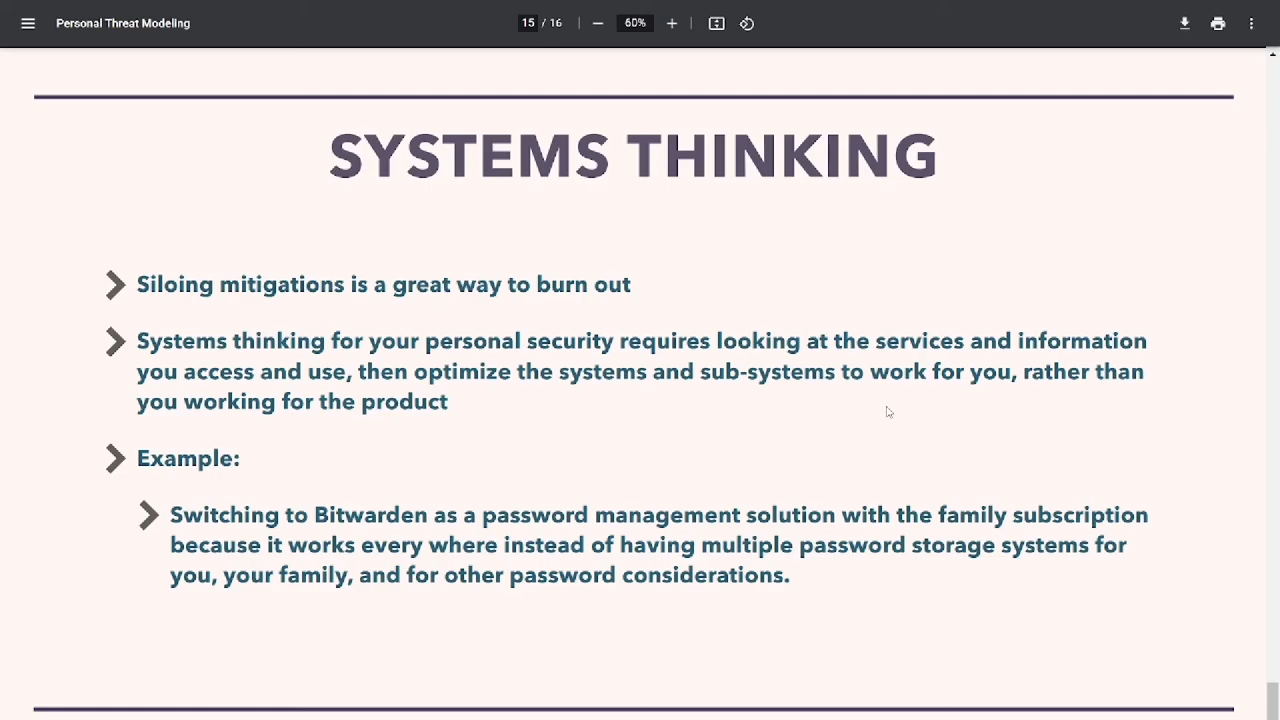 Personal Threat Modeling
15 / 16
60%
SYSTEMS THINKING
Siloing mitigations is a great way to burn out
Systems thinking for your personal security requires looking at the services and information
you access and use, then optimize the systems and sub-systems to work for you, rather than
you working for the product
Example:
Switching to Bitwarden as a password management solution with the family subscription
because it works every where instead of having multiple password storage systems for
you, your family, and for other password considerations.